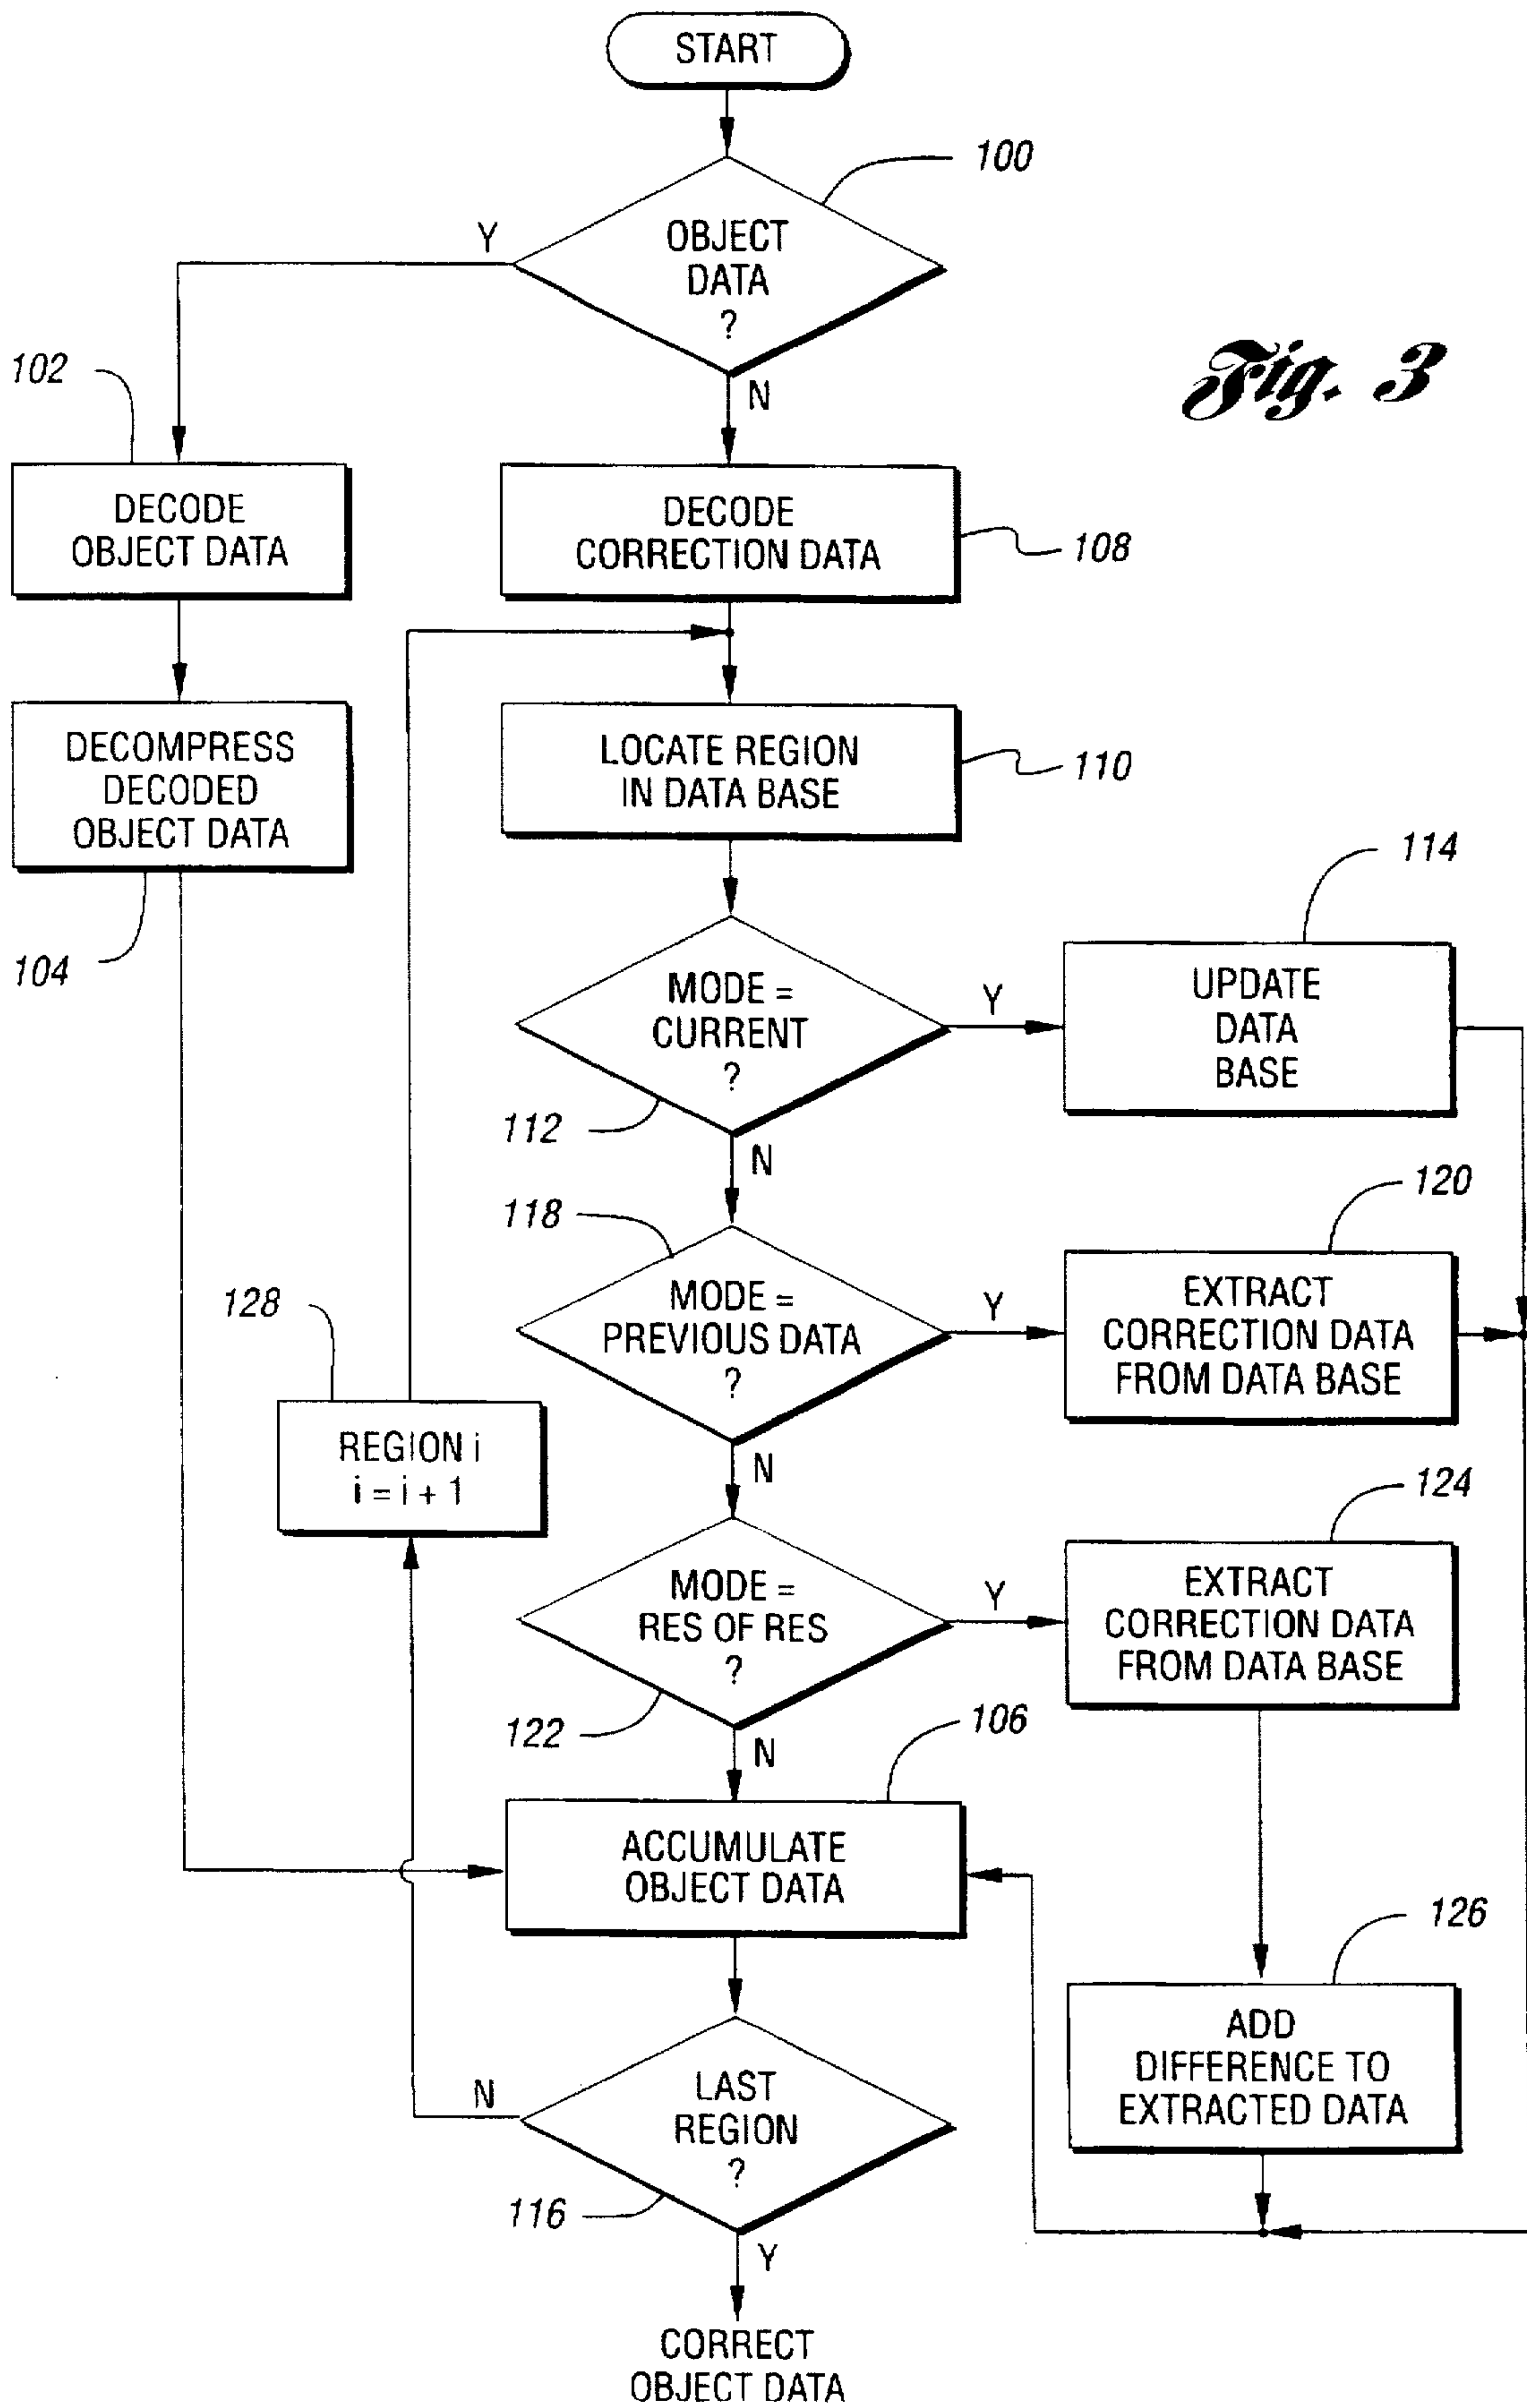 START
100
OBJECT
DATA
?
Y
N
Fig. 3
102
DECODE
OBJECT DATA
DECODE
CORRECTION DATA
108
DECOMPRESS
DECODED
OBJECT DATA
104
LOCATE REGION
IN DATA BASE
110
MODE =
CURRENT
?
Y
112
N
114
UPDATE
DATA
BASE
118
MODE =
PREVIOUS DATA
?
Y
N
120
EXTRACT
CORRECTION DATA
FROM DATA BASE
128
REGION i
i = i + 1
MODE =
RES OF RES
?
Y
122
N
124
EXTRACT
CORRECTION DATA
FROM DATA BASE
106
ACCUMULATE
OBJECT DATA
126
ADD
DIFFERENCE TO
EXTRACTED DATA
LAST
REGION
?
N
116
Y
CORRECT
OBJECT DATA